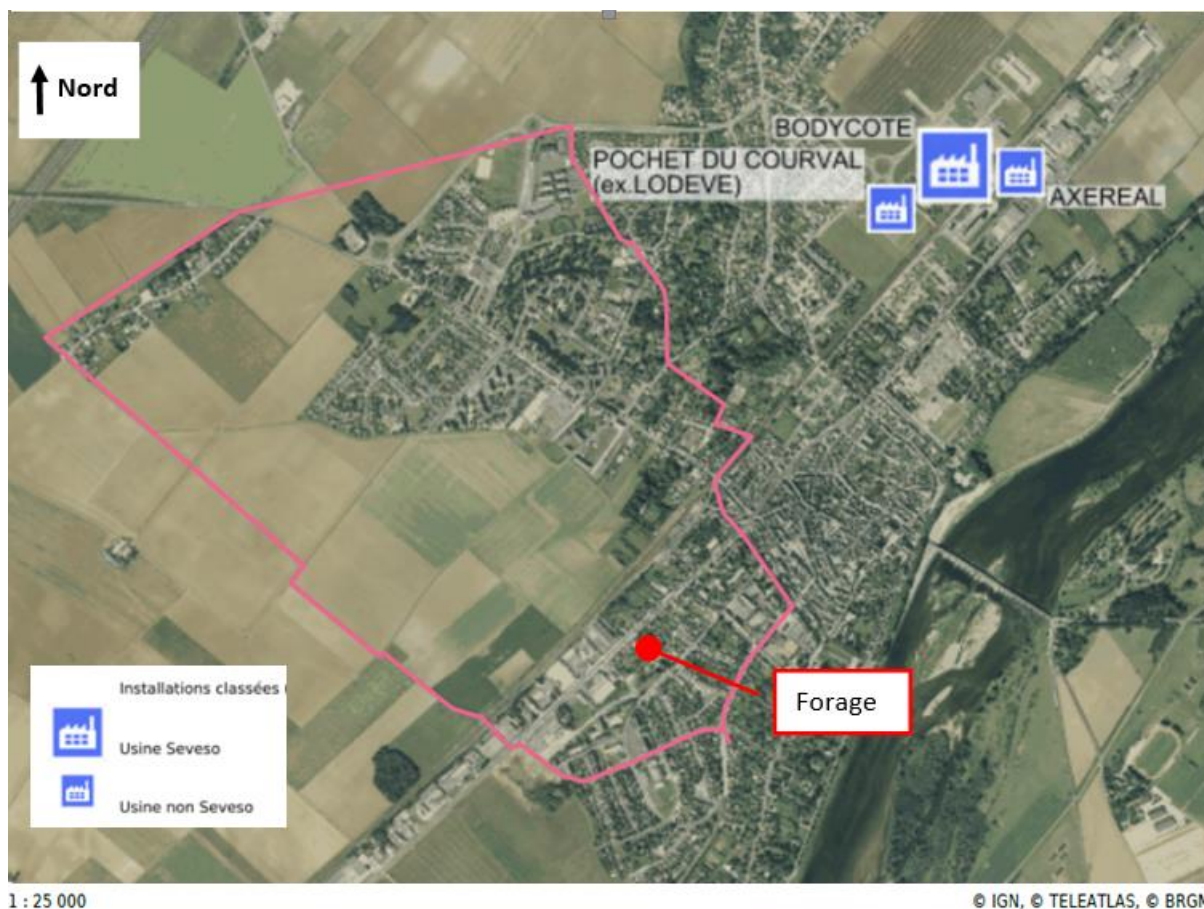 Nord
BODYCOTE
POCHET DU COURVAL
(ex.LODEVE)
AXEREAL
Forage
Installations classées
Usine Seveso
Usine non Seveso
1 : 25 000
© IGN, © TELEATLAS, © BRGM